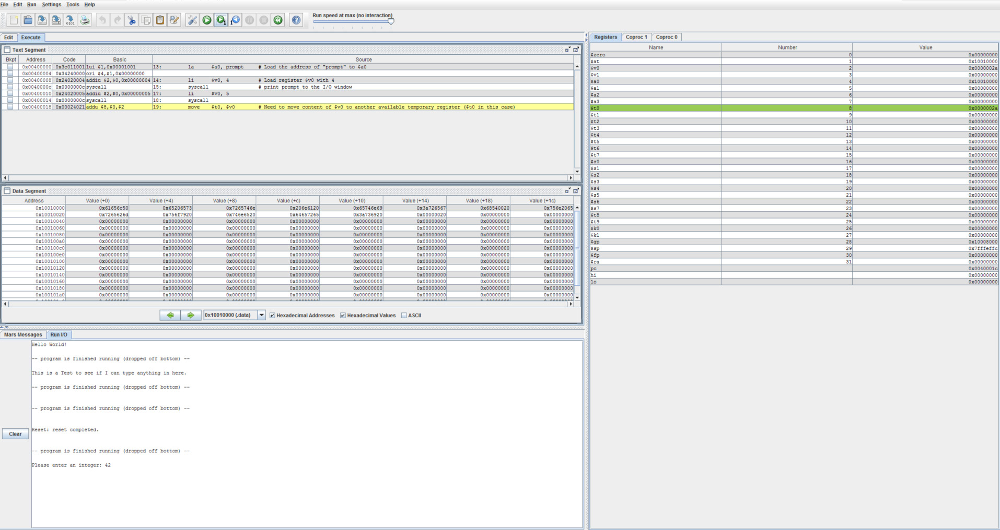 File Edit Run Settings Tools Help
Run speed at max (no interaction)
Edit Execute
Text Segment
Bkpt Address Code Basic Source
0x00400000 0x3c011001 lui $1,0x00001001 13: la $a0, prompt # Load the address of "prompt" to $a0
0x00400004 0x34240000 ori $4,$1,0x00000000
0x00400008 0x24020004 addiu $2,$0,0x00000004 14: li $v0, 4 # Load register $v0 with 4
0x0040000c 0x0000000c syscall 15: syscall # print prompt to the I/O window
0x00400010 0x24020005 addiu $2,$0,0x00000005 17: li $v0, 5
0x00400014 0x0000000c syscall 18: syscall
0x00400018 0x00024021 addu $8,$0,$2 19: move $t0, $v0 # Need to move content of $v0 to another available temporary register ($t0 in this case)
Data Segment
Address Value (+0) Value (+4) Value (+8) Value (+c) Value (+10) Value (+14) Value (+18) Value (+1c)
0x10010000 0x61656c50 0x65206573 0x7265746e 0x206e6120 0x65746e69 0x3a726567 0x68540020 0x756e2065
0x10010020 0x7265626d 0x756f7920 0x746e6520 0x64657265 0x3a736920 0x00000020 0x00000000 0x00000000
0x10010040 0x00000000 0x00000000 0x00000000 0x00000000 0x00000000 0x00000000 0x00000000 0x00000000
0x10010060 0x00000000 0x00000000 0x00000000 0x00000000 0x00000000 0x00000000 0x00000000 0x00000000
0x10010080 0x00000000 0x00000000 0x00000000 0x00000000 0x00000000 0x00000000 0x00000000 0x00000000
0x100100a0 0x00000000 0x00000000 0x00000000 0x00000000 0x00000000 0x00000000 0x00000000 0x00000000
0x100100c0 0x00000000 0x00000000 0x00000000 0x00000000 0x00000000 0x00000000 0x00000000 0x00000000
0x100100e0 0x00000000 0x00000000 0x00000000 0x00000000 0x00000000 0x00000000 0x00000000 0x00000000
0x10010100 0x00000000 0x00000000 0x00000000 0x00000000 0x00000000 0x00000000 0x00000000 0x00000000
0x10010120 0x00000000 0x00000000 0x00000000 0x00000000 0x00000000 0x00000000 0x00000000 0x00000000
0x10010140 0x00000000 0x00000000 0x00000000 0x00000000 0x00000000 0x00000000 0x00000000 0x00000000
0x10010160 0x00000000 0x00000000 0x00000000 0x00000000 0x00000000 0x00000000 0x00000000 0x00000000
0x10010180 0x00000000 0x00000000 0x00000000 0x00000000 0x00000000 0x00000000 0x00000000 0x00000000
0x100101a0 0x00000000 0x00000000 0x00000000 0x00000000 0x00000000 0x00000000 0x00000000 0x00000000
0x10010000 (.data) Hexadecimal Addresses Hexadecimal Values ASCII
Mars Messages Run I/O
Clear
Hello World!
-- program is finished running (dropped off bottom) --
This is a Test to see if I can type anything in here.
-- program is finished running (dropped off bottom) --
-- program is finished running (dropped off bottom) --
Reset: reset completed.
-- program is finished running (dropped off bottom) --
Please enter an integer: 42
Registers Coproc 1 Coproc 0
Name Number Value
$zero 0 0x00000000
$at 1 0x10010000
$v0 2 0x0000002a
$v1 3 0x00000000
$a0 4 0x10010000
$a1 5 0x00000000
$a2 6 0x00000000
$a3 7 0x00000000
$t0 8 0x0000002a
$t1 9 0x00000000
$t2 10 0x00000000
$t3 11 0x00000000
$t4 12 0x00000000
$t5 13 0x00000000
$t6 14 0x00000000
$t7 15 0x00000000
$s0 16 0x00000000
$s1 17 0x00000000
$s2 18 0x00000000
$s3 19 0x00000000
$s4 20 0x00000000
$s5 21 0x00000000
$s6 22 0x00000000
$s7 23 0x00000000
$t8 24 0x00000000
$t9 25 0x00000000
$k0 26 0x00000000
$k1 27 0x00000000
$gp 28 0x10008000
$sp 29 0x7fffeffc
$fp 30 0x00000000
$ra 31 0x00000000
pc 0x0040001c
hi 0x00000000
lo 0x00000000